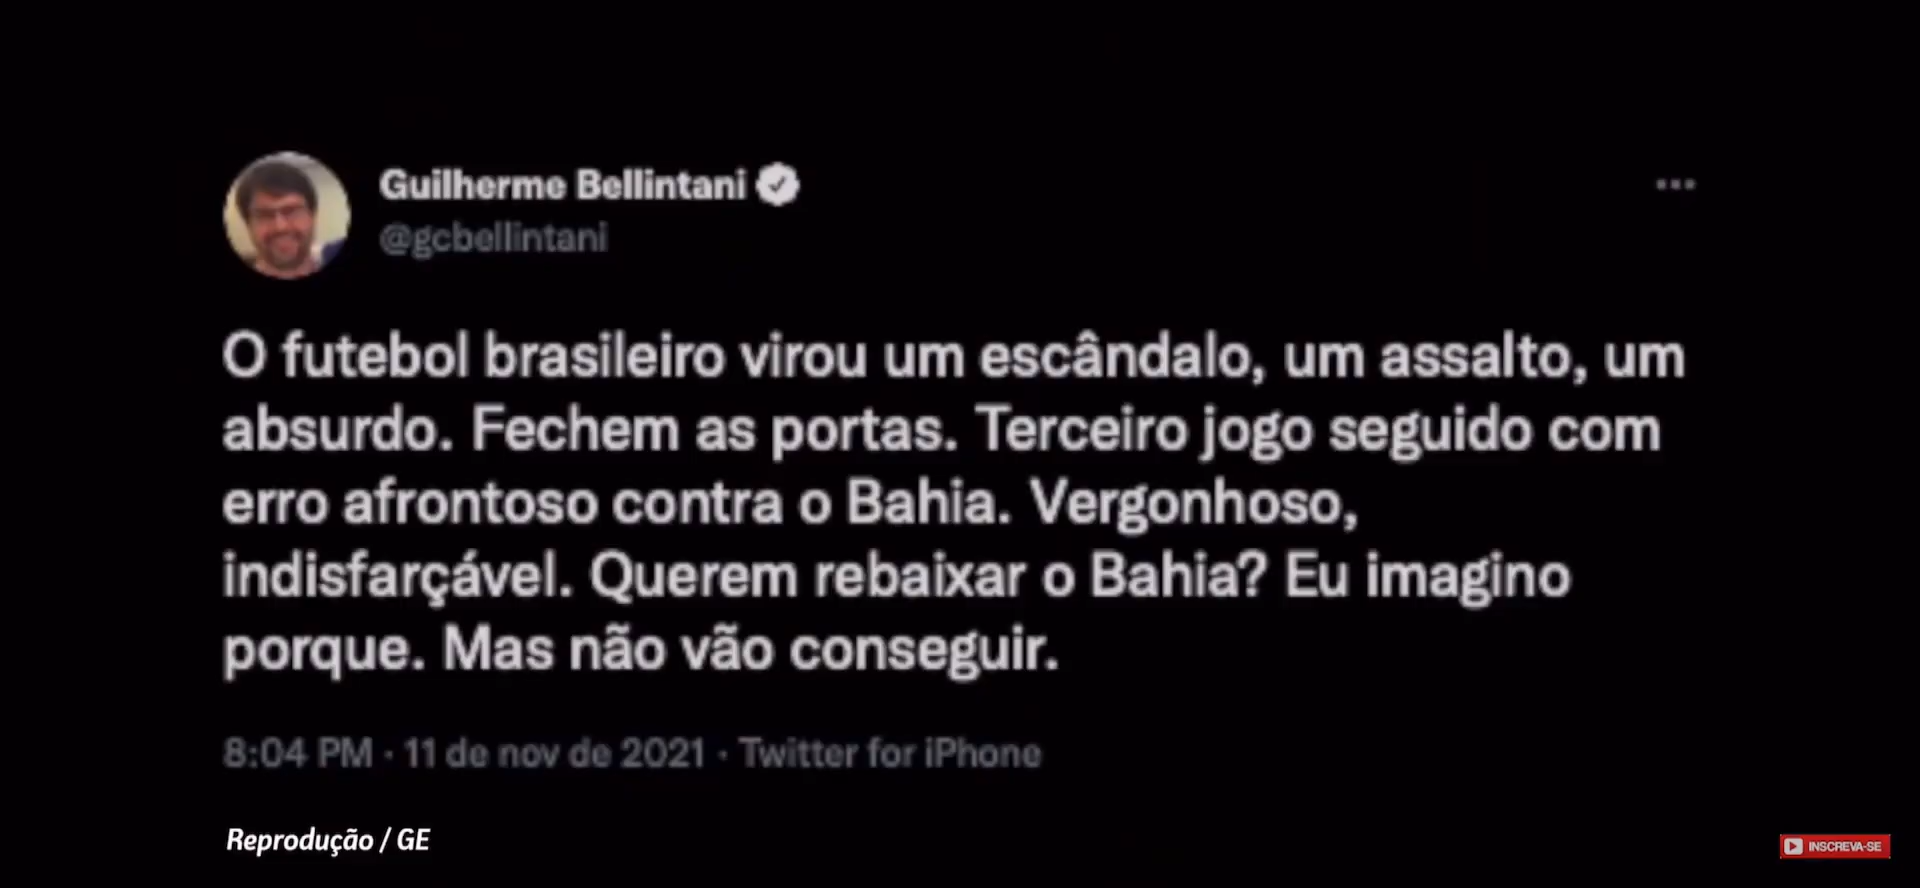 Guilherme Bellintani
@gcbellintani
O futebol brasileiro virou um escândalo, um assalto, um
absurdo. Fechem as portas. Terceiro jogo seguido com
erro afrontoso contra o Bahia. Vergonhoso,
indisfarçável. Querem rebaixar o Bahia? Eu imagino
porque. Mas não vão conseguir.
8:04 PM · 11 de nov de 2021 · Twitter for iPhone
Reprodução / GE
INSCREVA-SE